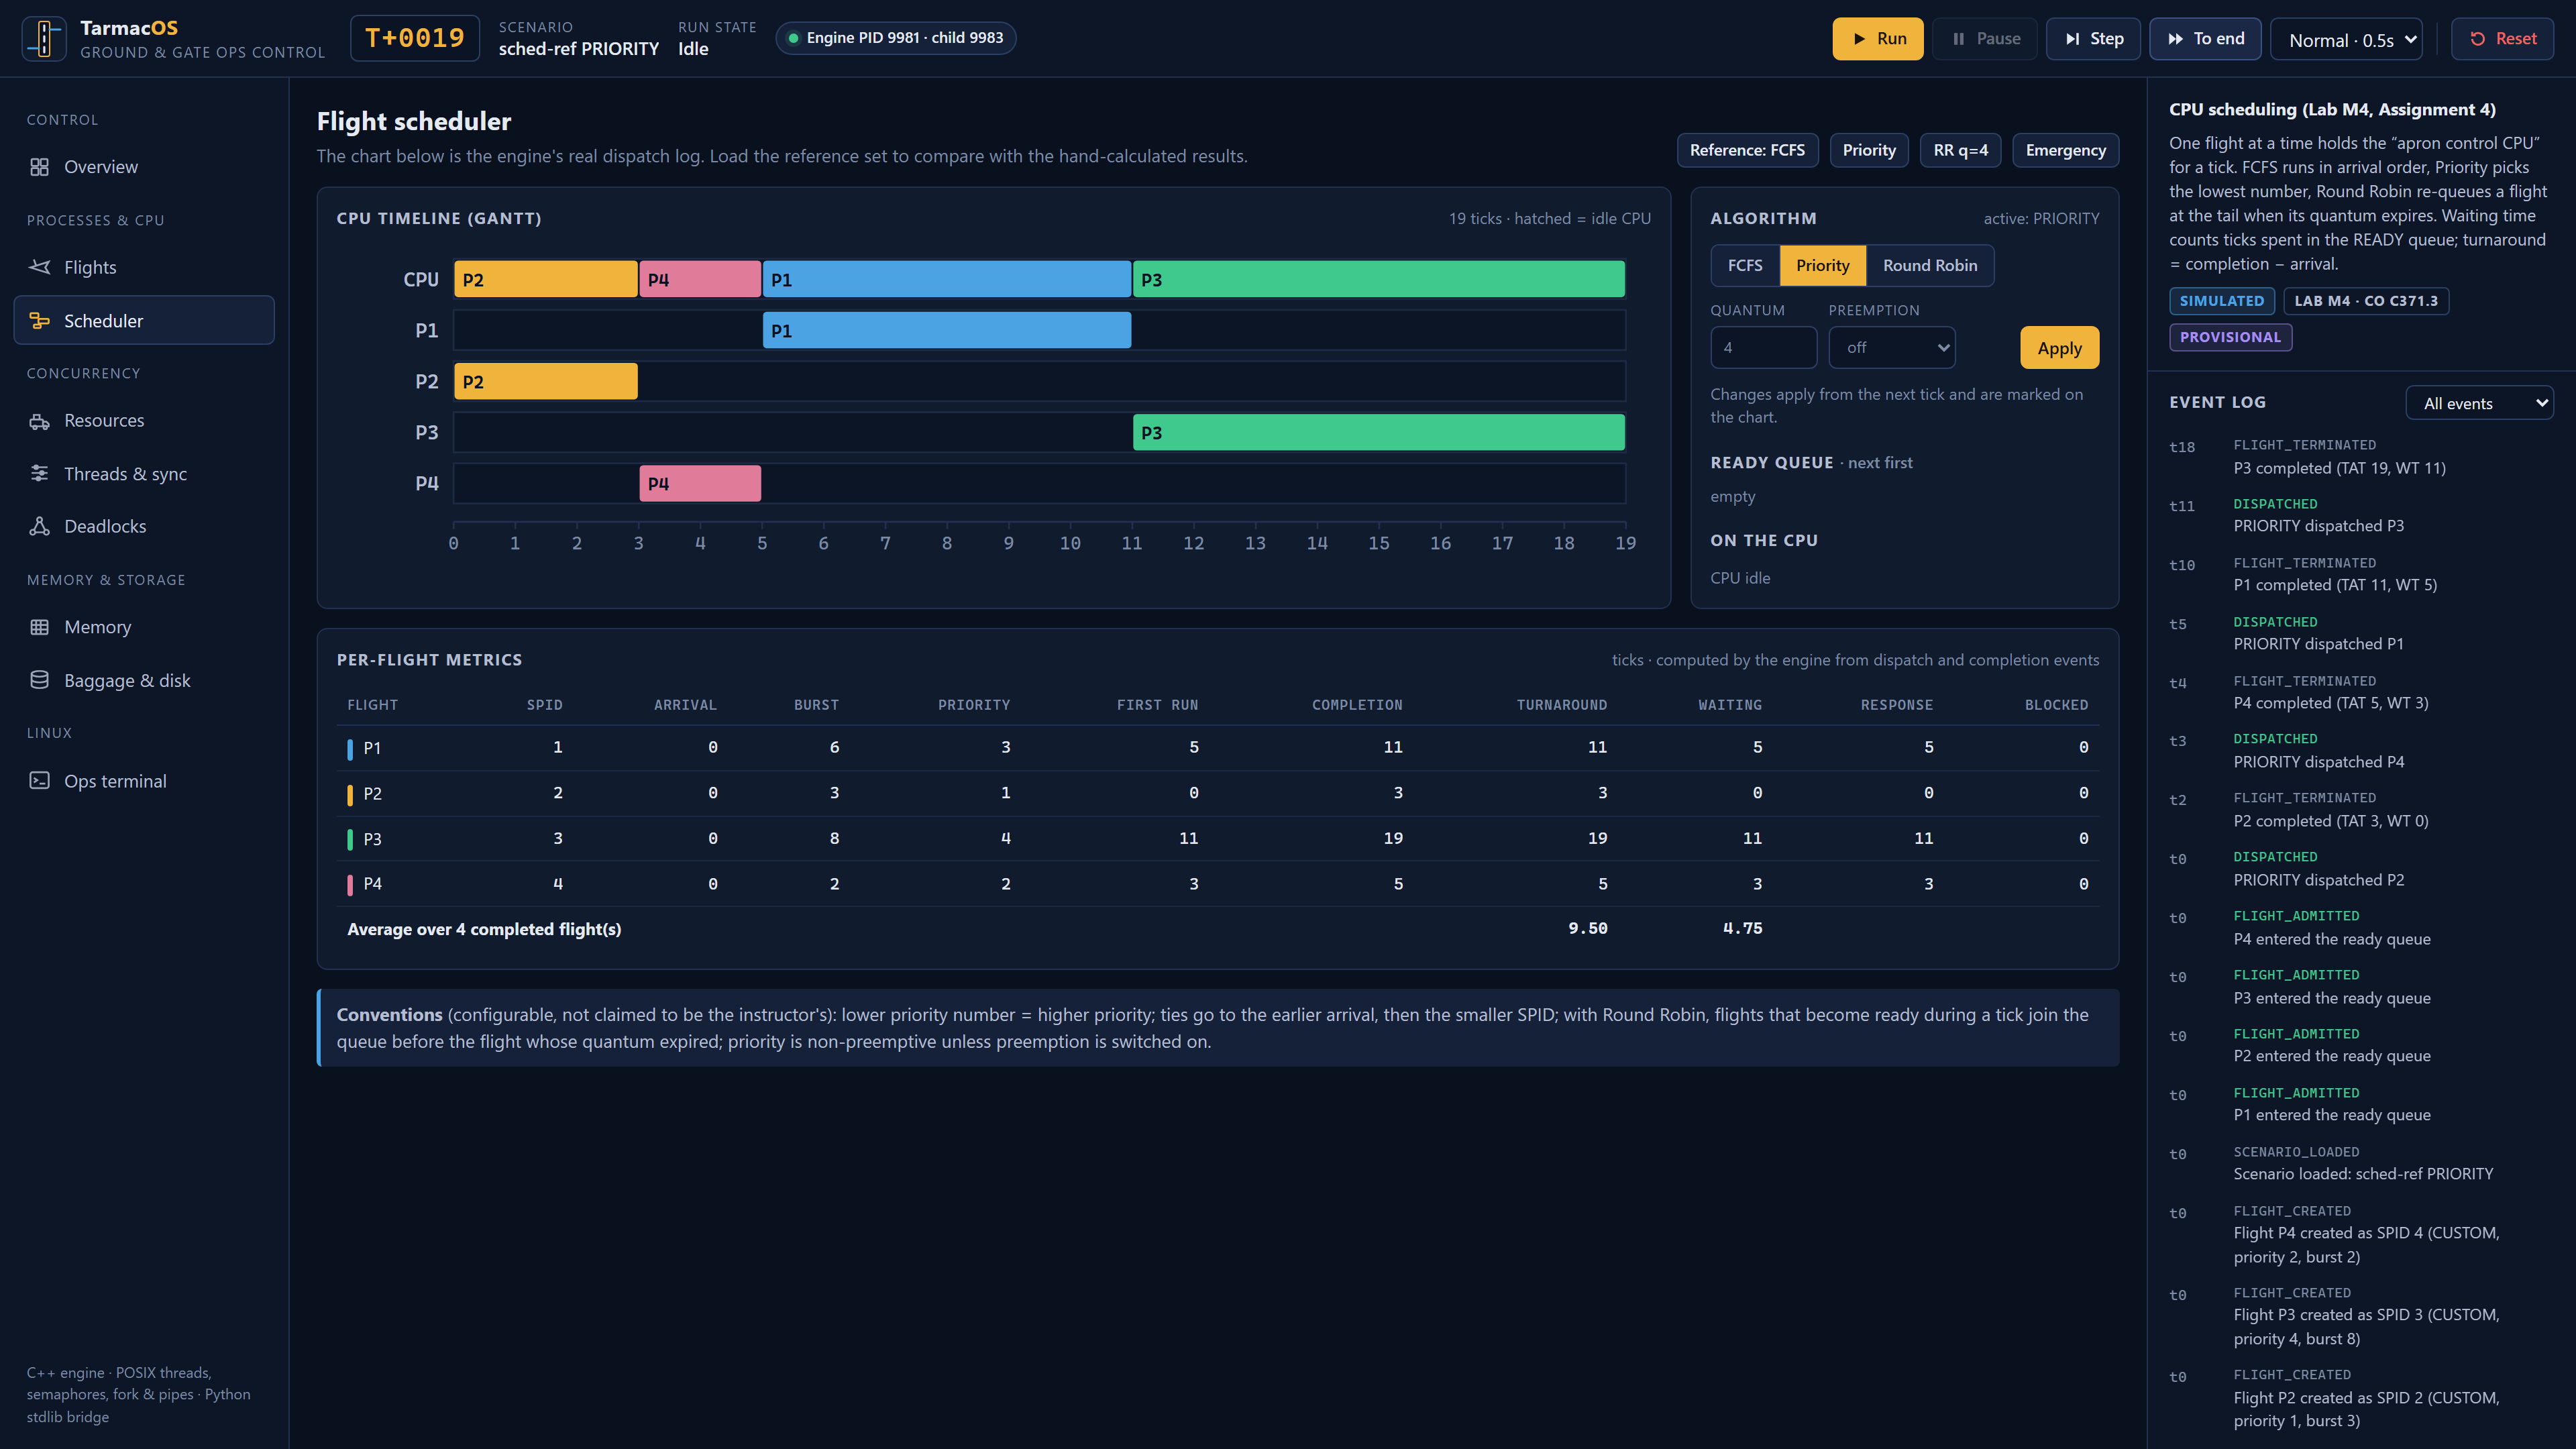 TarmacOS
GROUND & GATE OPS CONTROL
T+0019
SCENARIO
sched-ref PRIORITY
RUN STATE
Idle
Engine PID 9981 · child 9983
Run
Pause
Step
To end
Normal · 0.5s
Reset
CONTROL
Overview
PROCESSES & CPU
Flights
Scheduler
CONCURRENCY
Resources
Threads & sync
Deadlocks
MEMORY & STORAGE
Memory
Baggage & disk
LINUX
Ops terminal
C++ engine · POSIX threads,
semaphores, fork & pipes · Python
stdlib bridge
Flight scheduler
The chart below is the engine's real dispatch log. Load the reference set to compare with the hand-calculated results.
Reference: FCFS
Priority
RR q=4
Emergency
CPU TIMELINE (GANTT)
19 ticks · hatched = idle CPU
CPU P2 P4 P1 P3
P1 P1
P2 P2
P3 P3
P4 P4
0 1 2 3 4 5 6 7 8 9 10 11 12 13 14 15 16 17 18 19
ALGORITHM
active: PRIORITY
FCFS Priority Round Robin
QUANTUM PREEMPTION
4 off Apply
Changes apply from the next tick and are marked on
the chart.
READY QUEUE · next first
empty
ON THE CPU
CPU idle
PER-FLIGHT METRICS
ticks · computed by the engine from dispatch and completion events
FLIGHT SPID ARRIVAL BURST PRIORITY FIRST RUN COMPLETION TURNAROUND WAITING RESPONSE BLOCKED
P1 1 0 6 3 5 11 11 5 5 0
P2 2 0 3 1 0 3 3 0 0 0
P3 3 0 8 4 11 19 19 11 11 0
P4 4 0 2 2 3 5 5 3 3 0
Average over 4 completed flight(s) 9.50 4.75
Conventions (configurable, not claimed to be the instructor's): lower priority number = higher priority; ties go to the earlier arrival, then the smaller SPID; with Round Robin, flights that become ready during a tick join the
queue before the flight whose quantum expired; priority is non-preemptive unless preemption is switched on.
CPU scheduling (Lab M4, Assignment 4)
One flight at a time holds the “apron control CPU”
for a tick. FCFS runs in arrival order, Priority picks
the lowest number, Round Robin re-queues a flight
at the tail when its quantum expires. Waiting time
counts ticks spent in the READY queue; turnaround
= completion − arrival.
SIMULATED
LAB M4 · CO C371.3
PROVISIONAL
EVENT LOG
All events
t18 FLIGHT_TERMINATED
P3 completed (TAT 19, WT 11)
t11 DISPATCHED
PRIORITY dispatched P3
t10 FLIGHT_TERMINATED
P1 completed (TAT 11, WT 5)
t5 DISPATCHED
PRIORITY dispatched P1
t4 FLIGHT_TERMINATED
P4 completed (TAT 5, WT 3)
t3 DISPATCHED
PRIORITY dispatched P4
t2 FLIGHT_TERMINATED
P2 completed (TAT 3, WT 0)
t0 DISPATCHED
PRIORITY dispatched P2
t0 FLIGHT_ADMITTED
P4 entered the ready queue
t0 FLIGHT_ADMITTED
P3 entered the ready queue
t0 FLIGHT_ADMITTED
P2 entered the ready queue
t0 FLIGHT_ADMITTED
P1 entered the ready queue
t0 SCENARIO_LOADED
Scenario loaded: sched-ref PRIORITY
t0 FLIGHT_CREATED
Flight P4 created as SPID 4 (CUSTOM,
priority 2, burst 2)
t0 FLIGHT_CREATED
Flight P3 created as SPID 3 (CUSTOM,
priority 4, burst 8)
t0 FLIGHT_CREATED
Flight P2 created as SPID 2 (CUSTOM,
priority 1, burst 3)